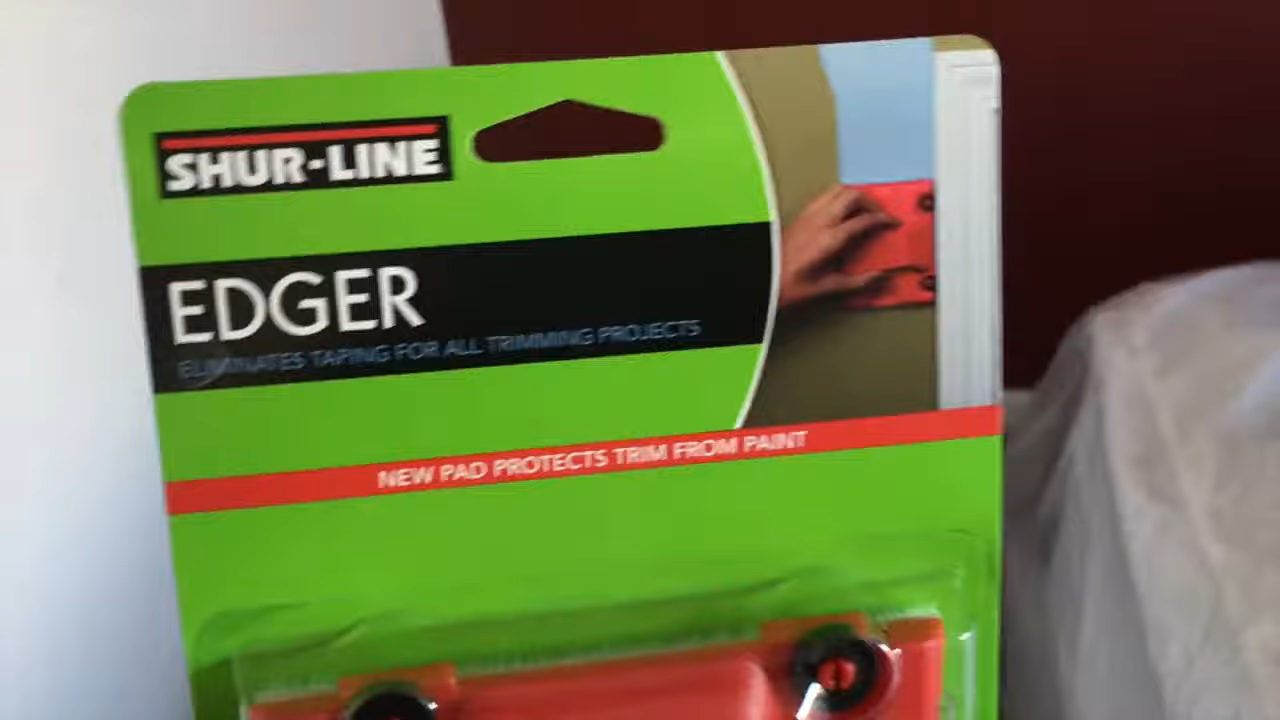 SHUR-LINE
EDGER
ELIMINATES TAPING FOR ALL TRIMMING PROJECTS
NEW PAD PROTECTS TRIM FROM PAINT